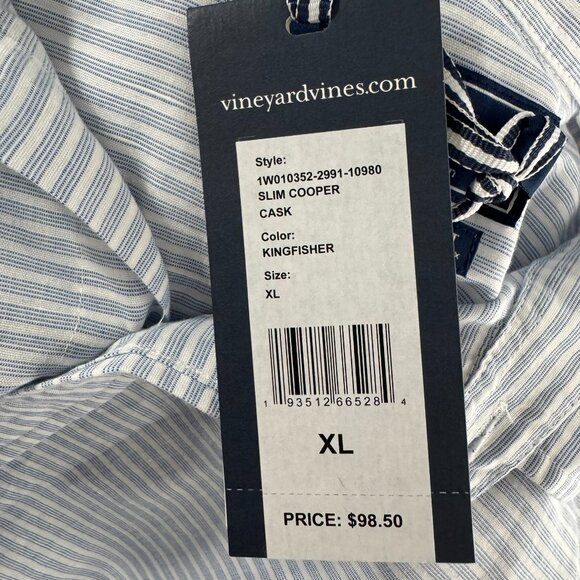 vineyardvines.com
Style:
1W010352-2991-10980
SLIM COOPER
CASK
Color:
KINGFISHER
Size:
XL
1 93512 66528 4
XL
PRICE: $98.50